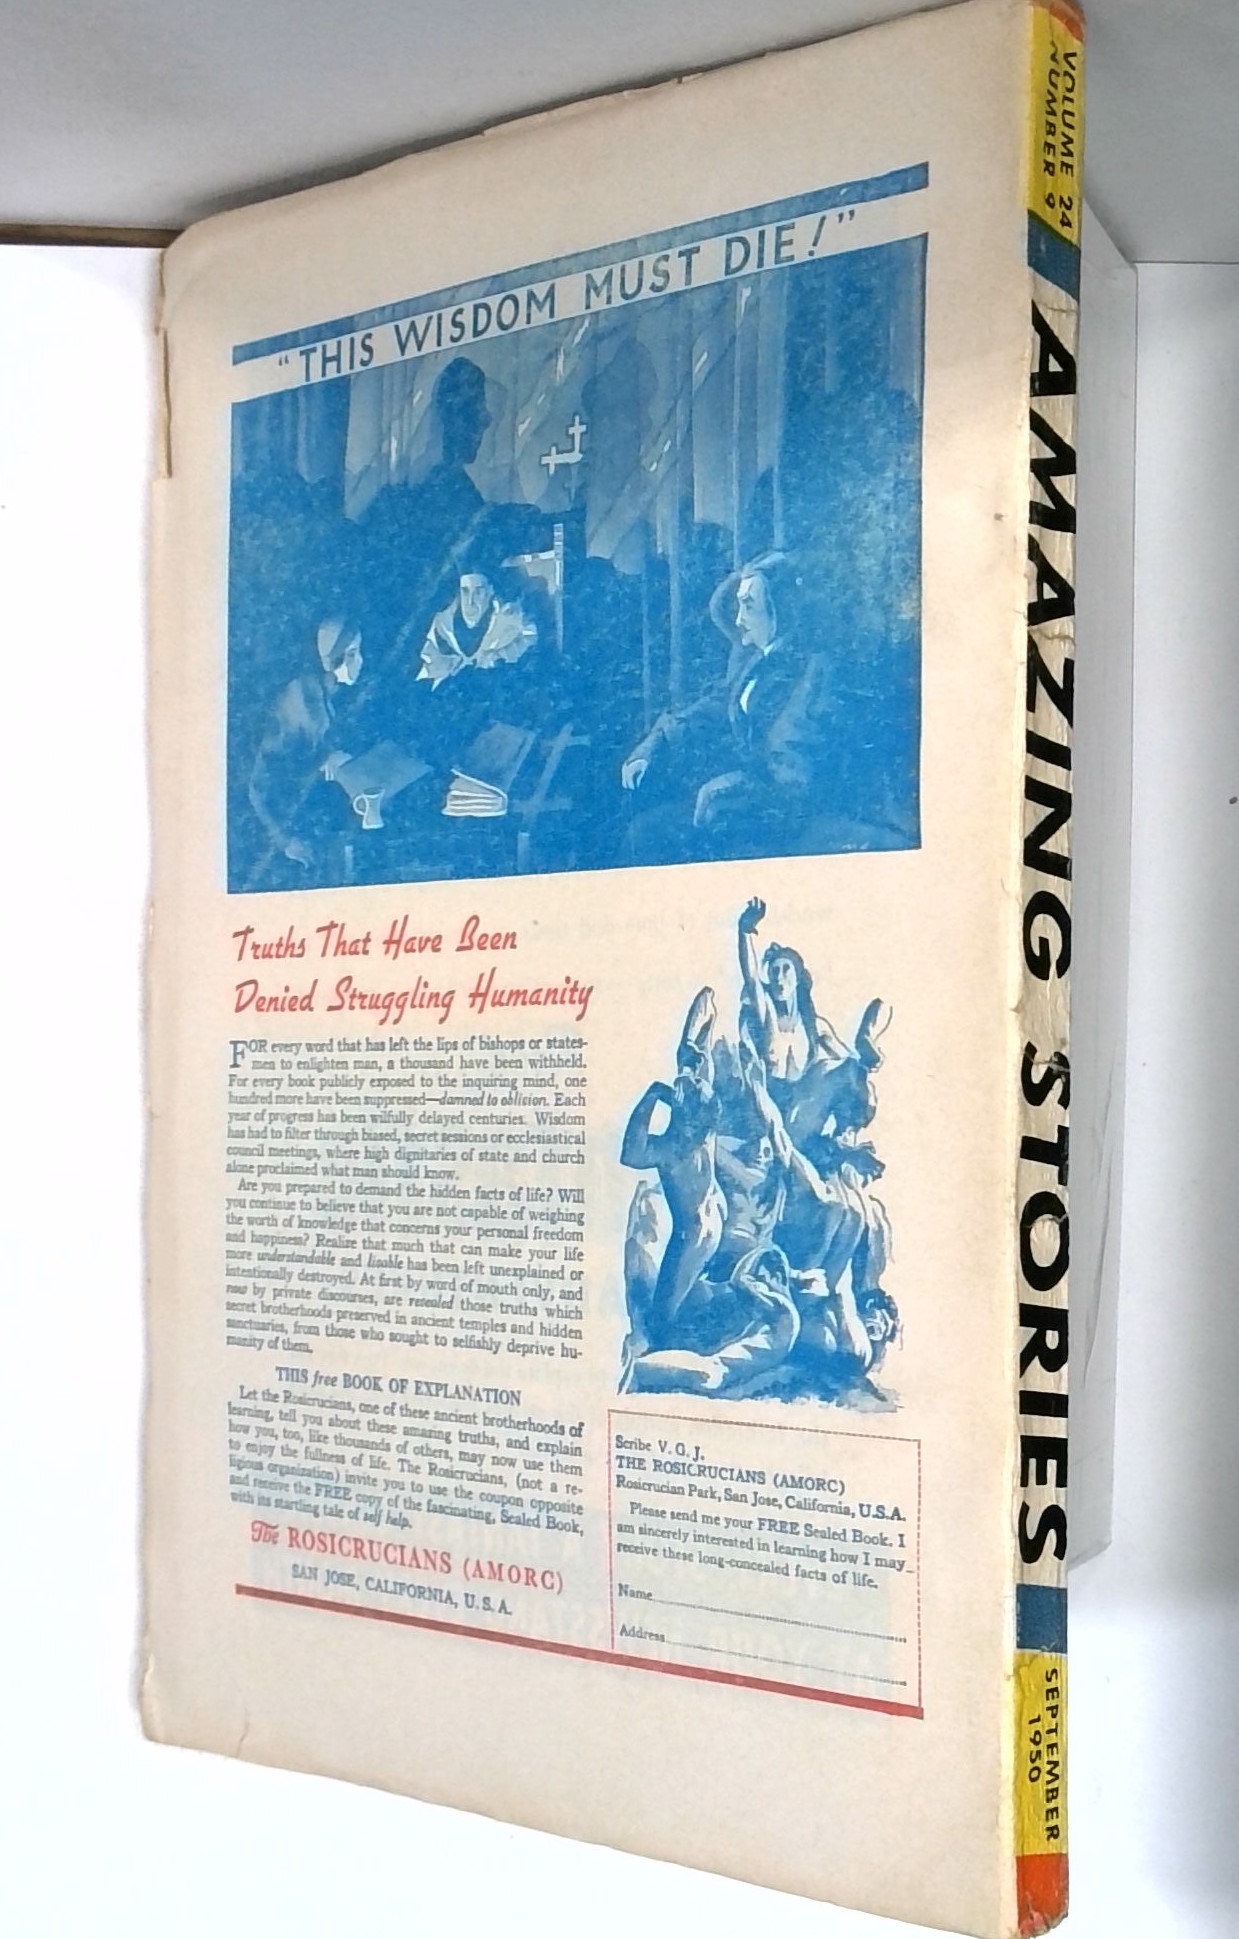 "THIS WISDOM MUST DIE!"
Truths That Have Been
Denied Struggling Humanity
FOR every word that has left the lips of bishops or states-
men to enlighten man, a thousand have been withheld.
For every book publicly exposed to the inquiring mind, one
hundred more have been suppressed—damned to oblivion. Each
year of progress has been wilfully delayed centuries. Wisdom
has had to filter through biased, secret sessions or ecclesiastical
council meetings, where high dignitaries of state and church
alone proclaimed what man should know.
Are you prepared to demand the hidden facts of life? Will
you continue to believe that you are not capable of weighing
the worth of knowledge that concerns your personal freedom
and happiness? Realize that much that can make your life
more understandable and livable has been left unexplained or
intentionally destroyed. At first by word of mouth only, and
now by private discourses, are revealed those truths which
secret brotherhoods preserved in ancient temples and hidden
sanctuaries, from those who sought to selfishly deprive hu-
manity of them.
THIS free BOOK OF EXPLANATION
Let the Rosicrucians, one of these ancient brotherhoods of
learning, tell you about these amazing truths, and explain
how you, too, like thousands of others, may now use them
to enjoy the fullness of life. The Rosicrucians, (not a re-
ligious organization) invite you to use the coupon opposite
and receive the FREE copy of the fascinating, Sealed Book,
with its startling tale of self help.
The ROSICRUCIANS (AMORC)
SAN JOSE, CALIFORNIA, U. S. A.
Scribe V. G. J.
THE ROSICRUCIANS (AMORC)
Rosicrucian Park, San Jose, California, U.S.A.
Please send me your FREE Sealed Book. I
am sincerely interested in learning how I may
receive these long-concealed facts of life.
Name
Address
VOLUME 24
NUMBER 9
AMAZING STORIES
SEPTEMBER
1950